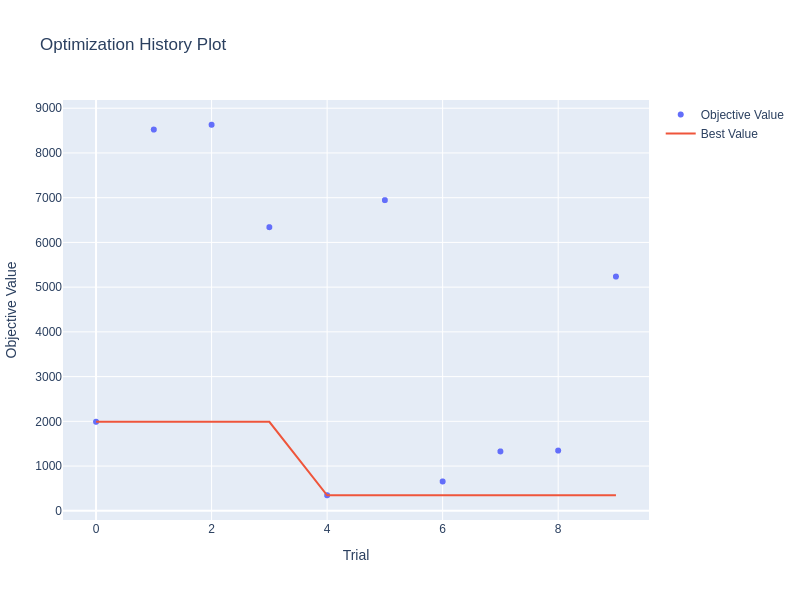 Optimization History Plot
Objective Value
Best Value
9000
8000
7000
6000
5000
4000
3000
2000
1000
0
Objective Value
0 2 4 6 8
Trial